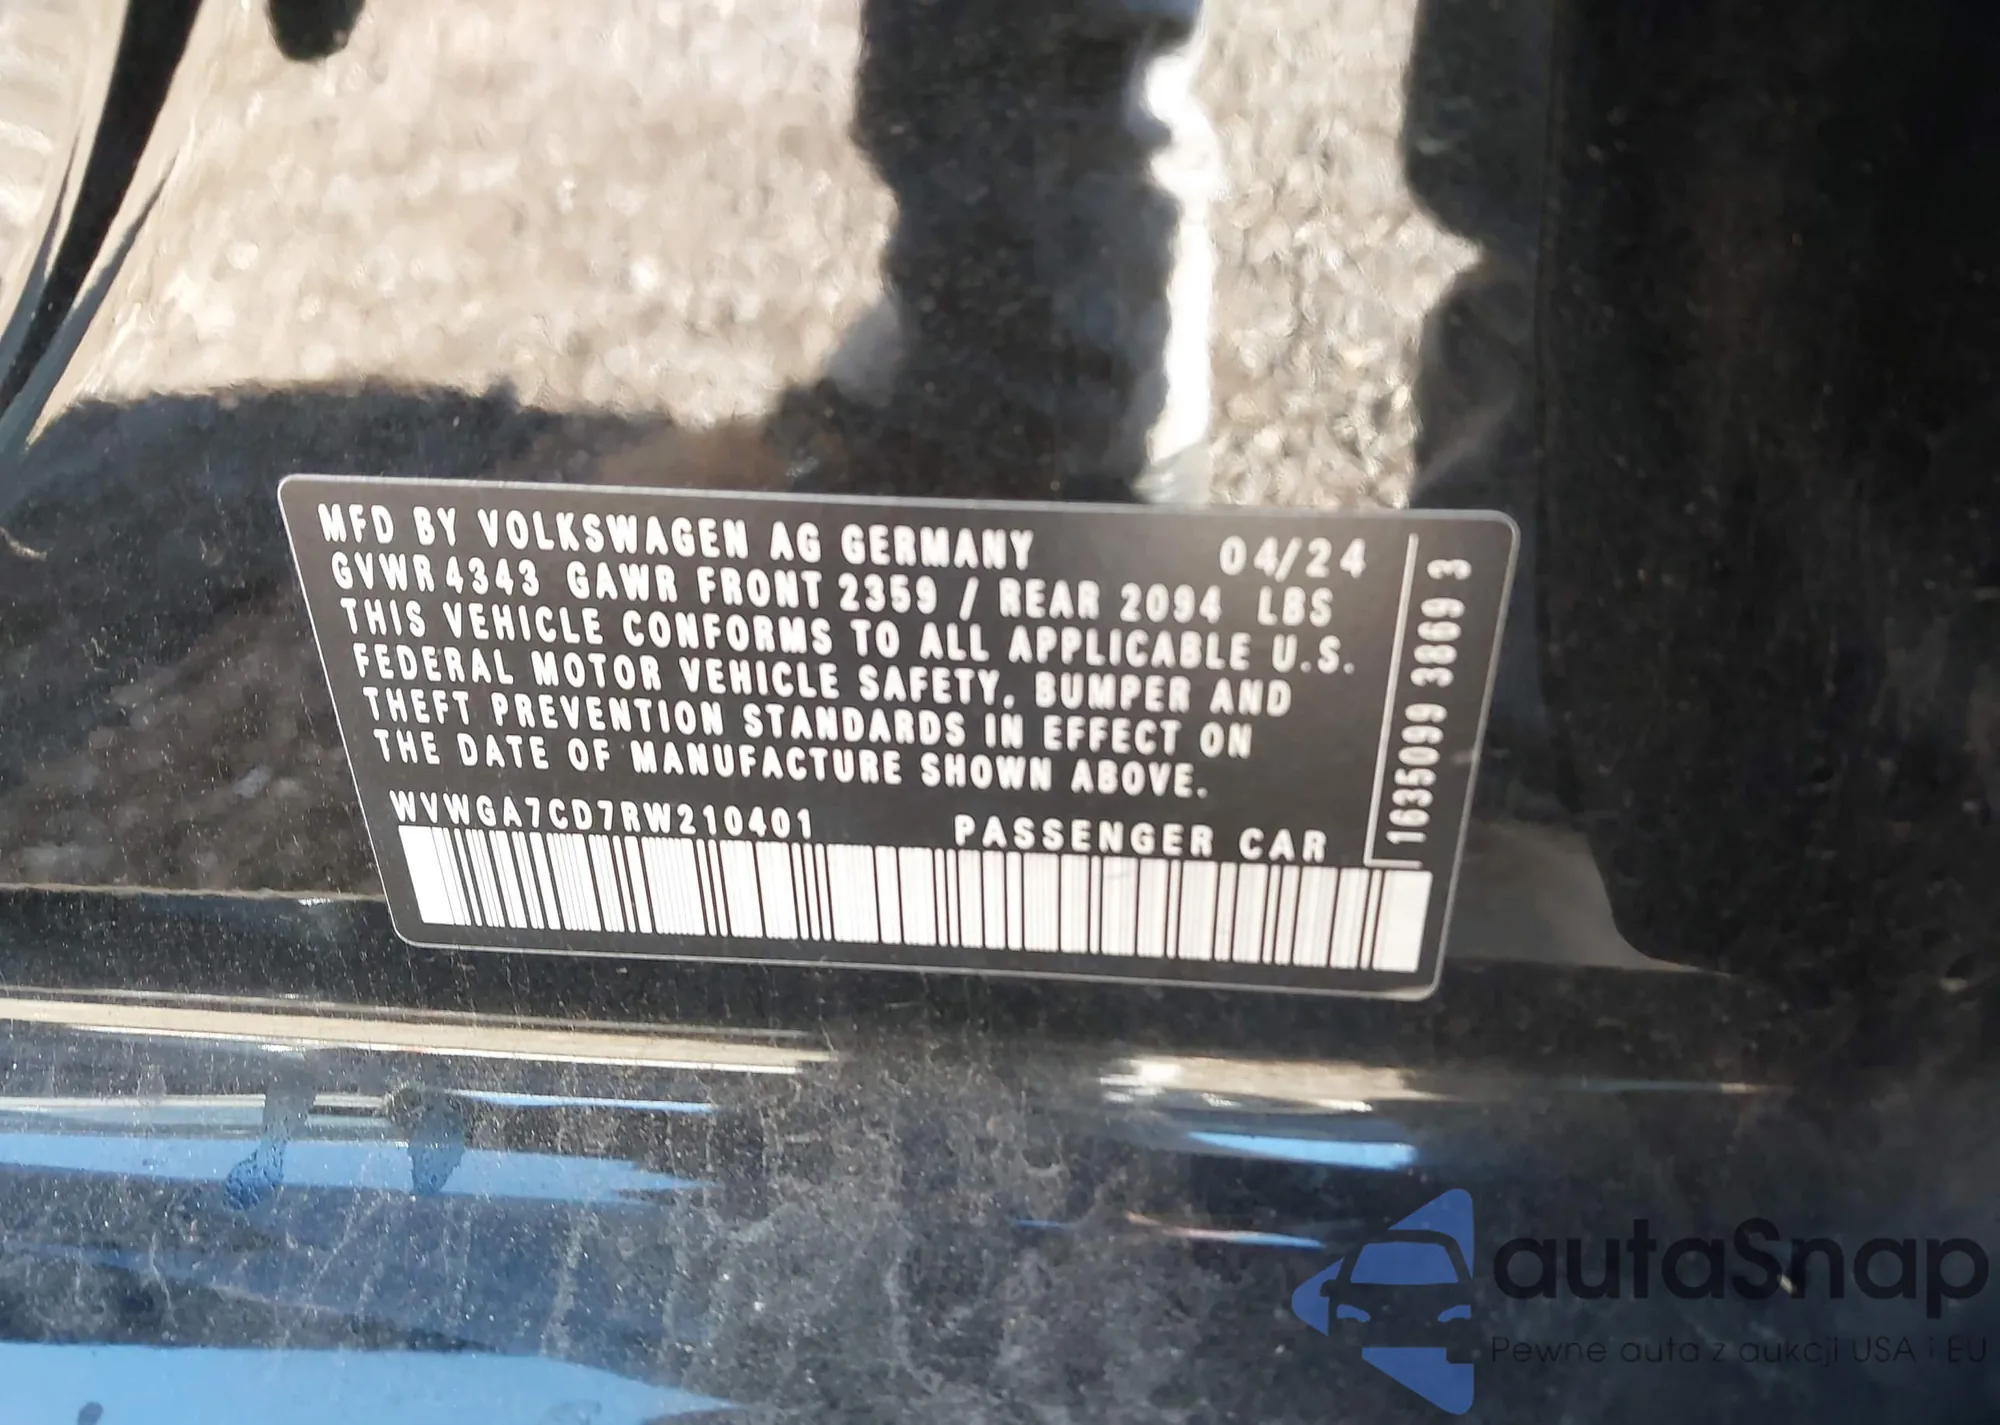 MFD BY VOLKSWAGEN AG GERMANY 04/24
GVWR 4343 GAWR FRONT 2359 / REAR 2094 LBS
THIS VEHICLE CONFORMS TO ALL APPLICABLE U.S.
FEDERAL MOTOR VEHICLE SAFETY, BUMPER AND
THEFT PREVENTION STANDARDS IN EFFECT ON
THE DATE OF MANUFACTURE SHOWN ABOVE.
WVWGA7CD7RW210401 PASSENGER CAR
1635099 3869 3
autaSnap
Pewne auta z aukcji USA i EU